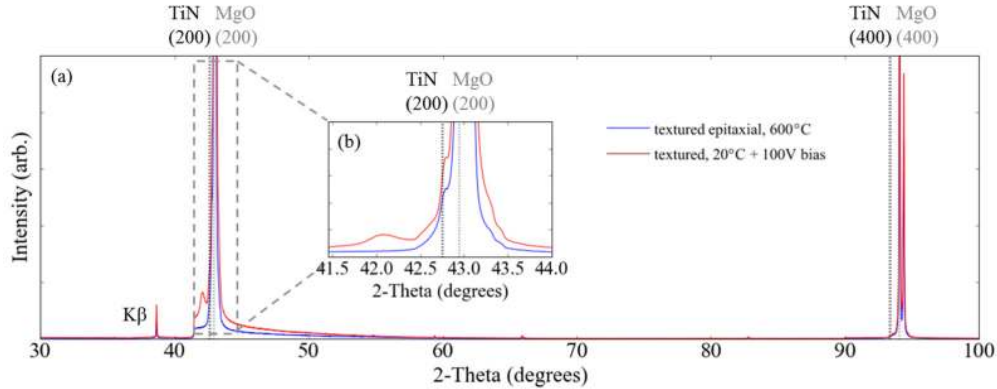 TiN MgO
(200) (200)
TiN MgO
(400) (400)
(a)
TiN MgO
(200) (200)
(b)
textured epitaxial, 600°C
textured, 20°C + 100V bias
Intensity (arb.)
41.5 42.0 42.5 43.0 43.5 44.0
2-Theta (degrees)
Kβ
30 40 50 60 70 80 90 100
2-Theta (degrees)